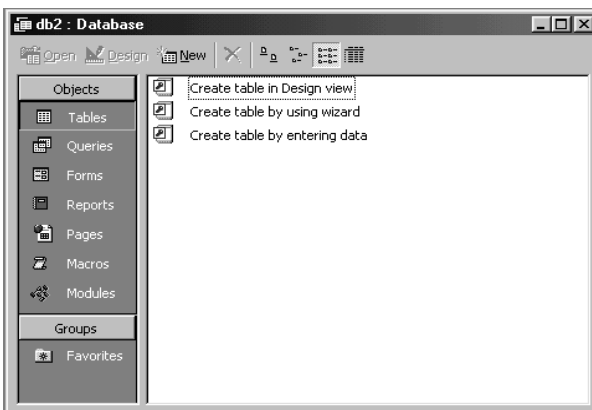 db2 : Database
Open Design New
Objects
Tables
Queries
Forms
Reports
Pages
Macros
Modules
Groups
Favorites
Create table in Design view
Create table by using wizard
Create table by entering data